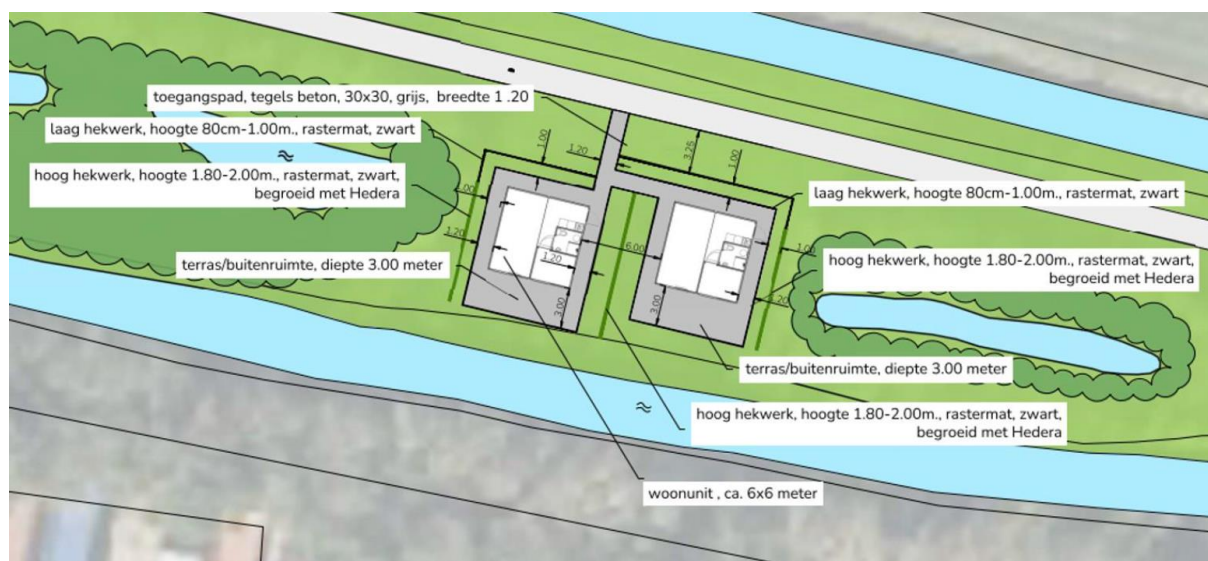 toegangspad, tegels beton, 30x30, grijs, breedte 1 .20
laag hekwerk, hoogte 80cm-1.00m., rastermat, zwart
hoog hekwerk, hoogte 1.80-2.00m., rastermat, zwart,
begroeid met Hedera
terras/buitenruimte, diepte 3.00 meter
1.00
1.20
3.25
1.00
1.20
1.20
3.00
6.00
3.00
1.00
laag hekwerk, hoogte 80cm-1.00m., rastermat, zwart
hoog hekwerk, hoogte 1.80-2.00m., rastermat, zwart,
begroeid met Hedera
terras/buitenruimte, diepte 3.00 meter
hoog hekwerk, hoogte 1.80-2.00m., rastermat, zwart,
begroeid met Hedera
woonunit , ca. 6x6 meter